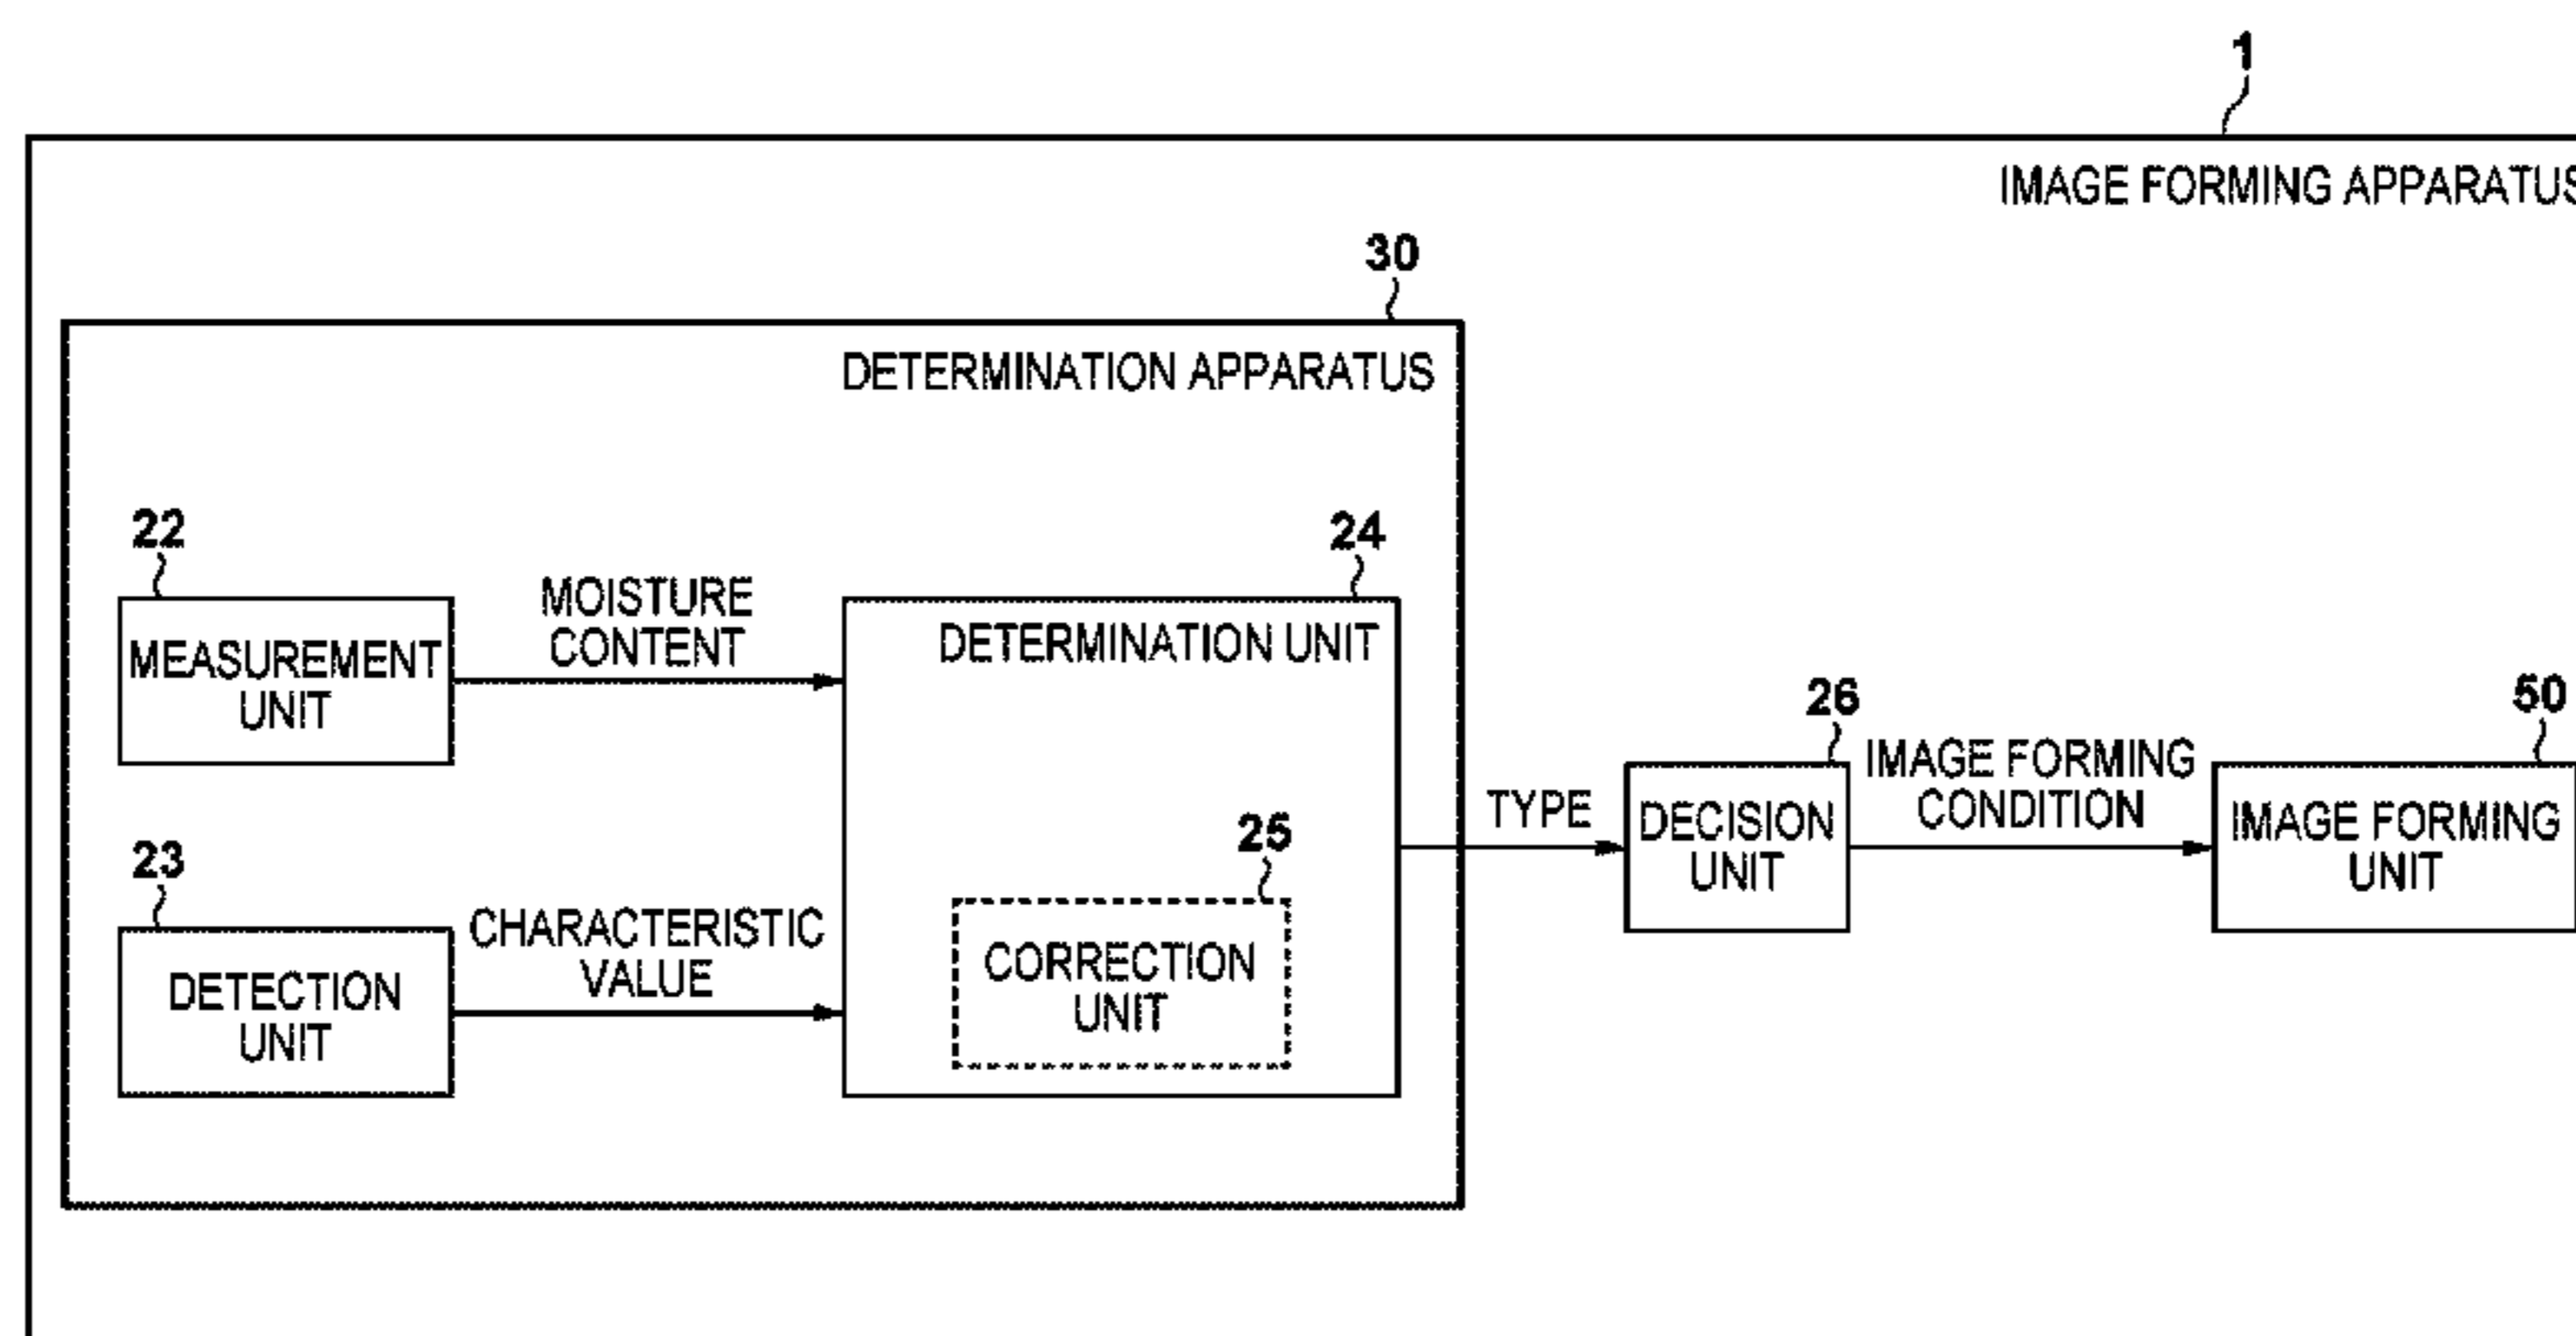 1
IMAGE FORMING APPARATUS
30
DETERMINATION APPARATUS
22
MEASUREMENT
UNIT
MOISTURE
CONTENT
24
DETERMINATION UNIT
23
DETECTION
UNIT
CHARACTERISTIC
VALUE
25
CORRECTION
UNIT
TYPE
26
DECISION
UNIT
IMAGE FORMING
CONDITION
50
IMAGE FORMING
UNIT